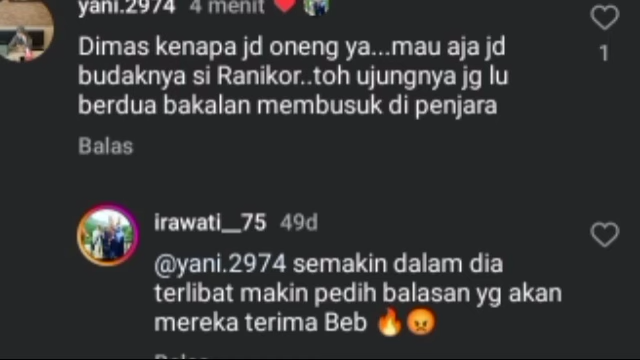 yani.2974 4 menit
Dimas kenapa jd oneng ya...mau aja jd
budaknya si Ranikor..toh ujungnya jg lu
berdua bakalan membusuk di penjara
1
Balas
irawati__75 49d
@yani.2974 semakin dalam dia
terlibat makin pedih balasan yg akan
mereka terima Beb 🔥😡